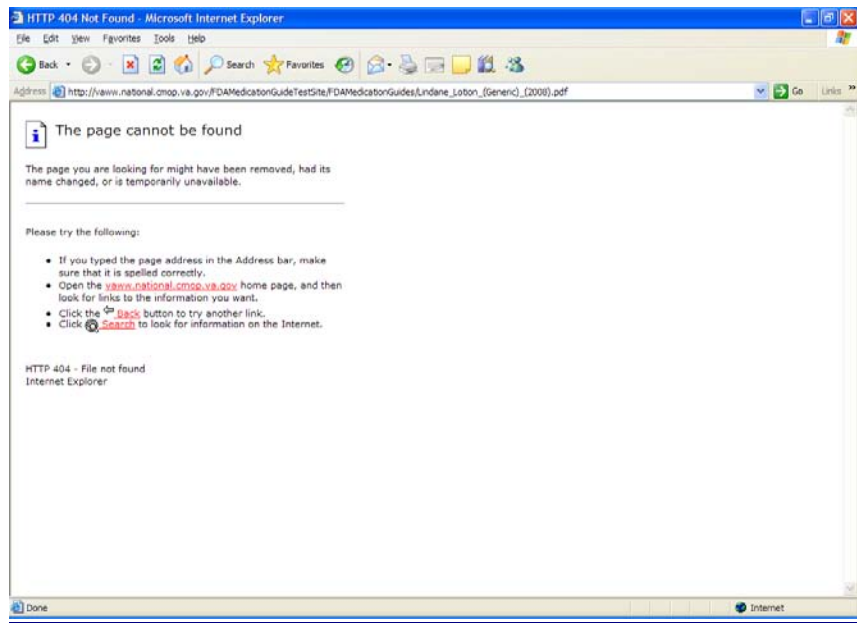 HTTP 404 Not Found - Microsoft Internet Explorer
File Edit View Favorites Tools Help
Back Search Favorites
Address http://vaww.national.cmop.va.gov/FDAMedicationGuideTestSite/FDAMedicationGuides/Lindane_Lotion_(Generic)_(2008).pdf Go Links »
The page cannot be found
The page you are looking for might have been removed, had its
name changed, or is temporarily unavailable.
Please try the following:
• If you typed the page address in the Address bar, make
sure that it is spelled correctly.
• Open the vaww.national.cmop.va.gov home page, and then
look for links to the information you want.
• Click the Back button to try another link.
• Click Search to look for information on the Internet.
HTTP 404 - File not found
Internet Explorer
Done Internet